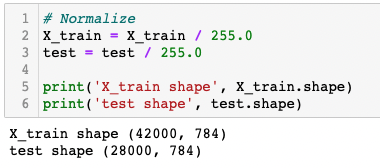 1 # Normalize
2 X_train = X_train / 255.0
3 test = test / 255.0
4
5 print('X_train shape', X_train.shape)
6 print('test shape', test.shape)
X_train shape (42000, 784)
test shape (28000, 784)